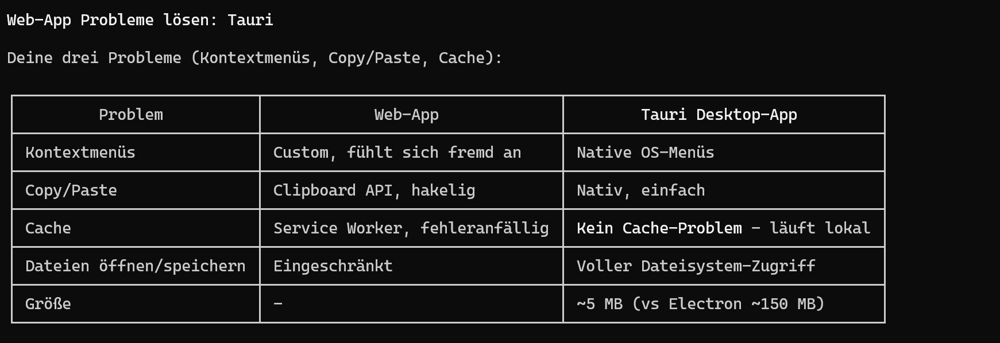 Web-App Probleme lösen: Tauri
Deine drei Probleme (Kontextmenüs, Copy/Paste, Cache):
Problem Web-App Tauri Desktop-App
Kontextmenüs Custom, fühlt sich fremd an Native OS-Menüs
Copy/Paste Clipboard API, hakelig Nativ, einfach
Cache Service Worker, fehleranfällig Kein Cache-Problem - läuft lokal
Dateien öffnen/speichern Eingeschränkt Voller Dateisystem-Zugriff
Größe - ~5 MB (vs Electron ~150 MB)